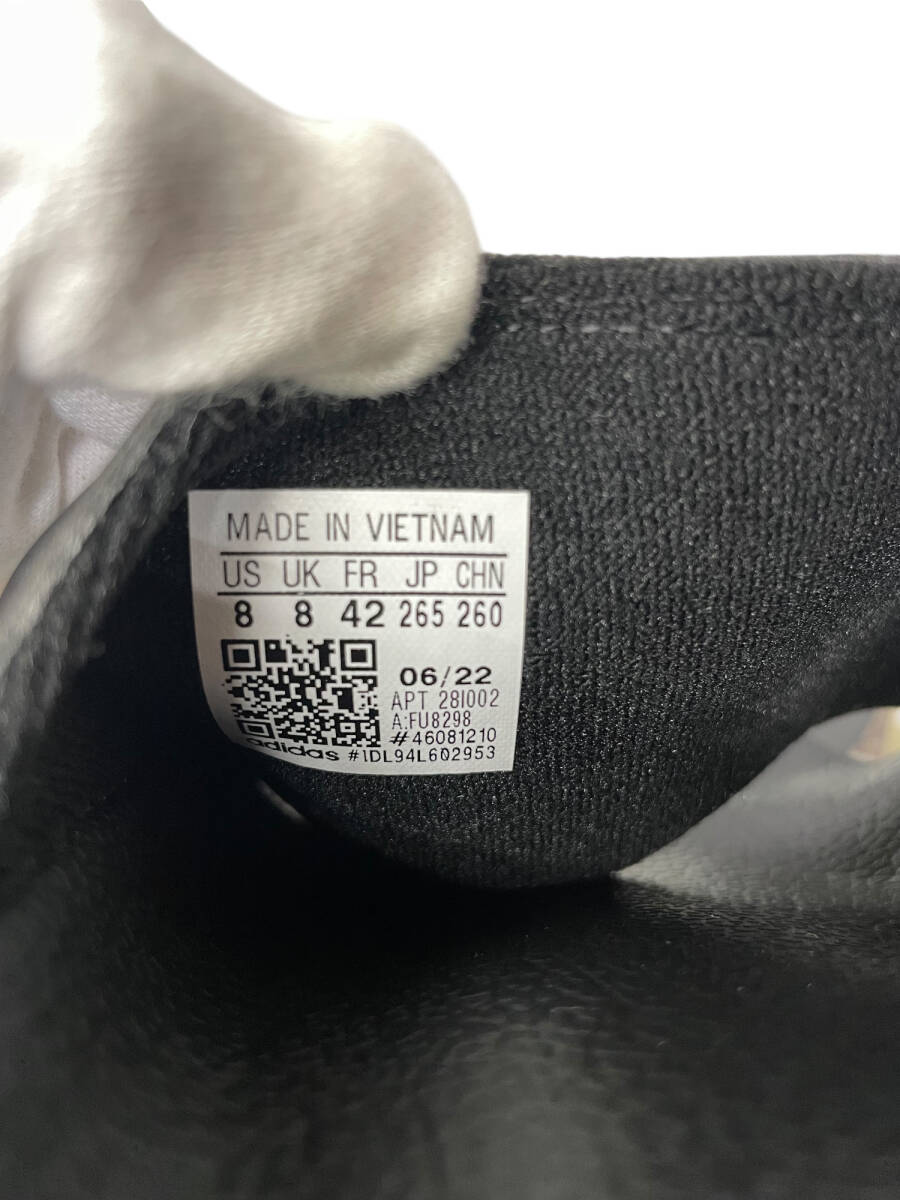 MADE IN VIETNAM
US UK FR JP CHN
8 8 42 265 260
06/22
APT 28I002
A:FU8298
#46081210
adidas #1DL94L602953